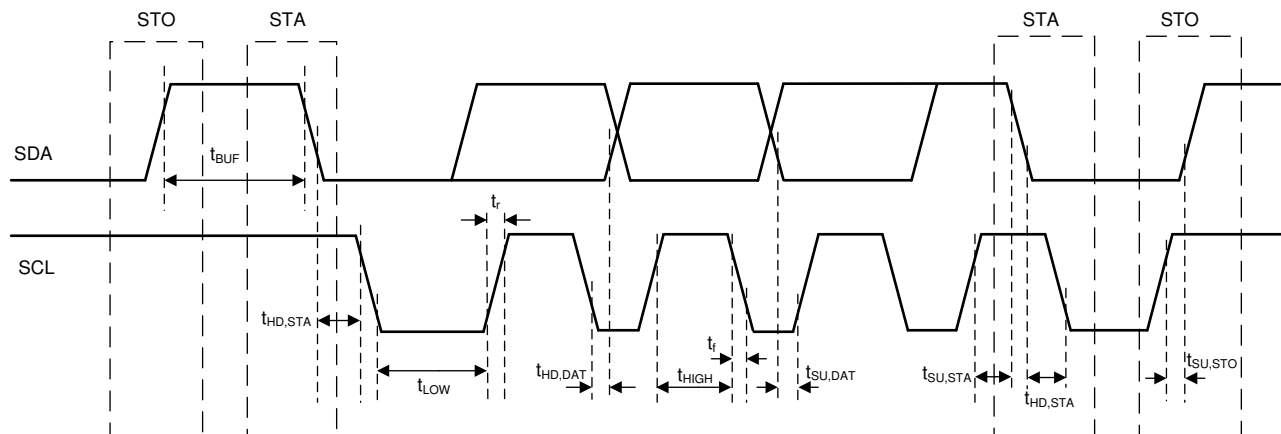 STO STA STA STO
SDA
tBUF
tr
SCL
tHD,STA
tf
tHD,DAT tHIGH tSU,DAT tSU,STA tSU,STO
tLOW
tHD,STA